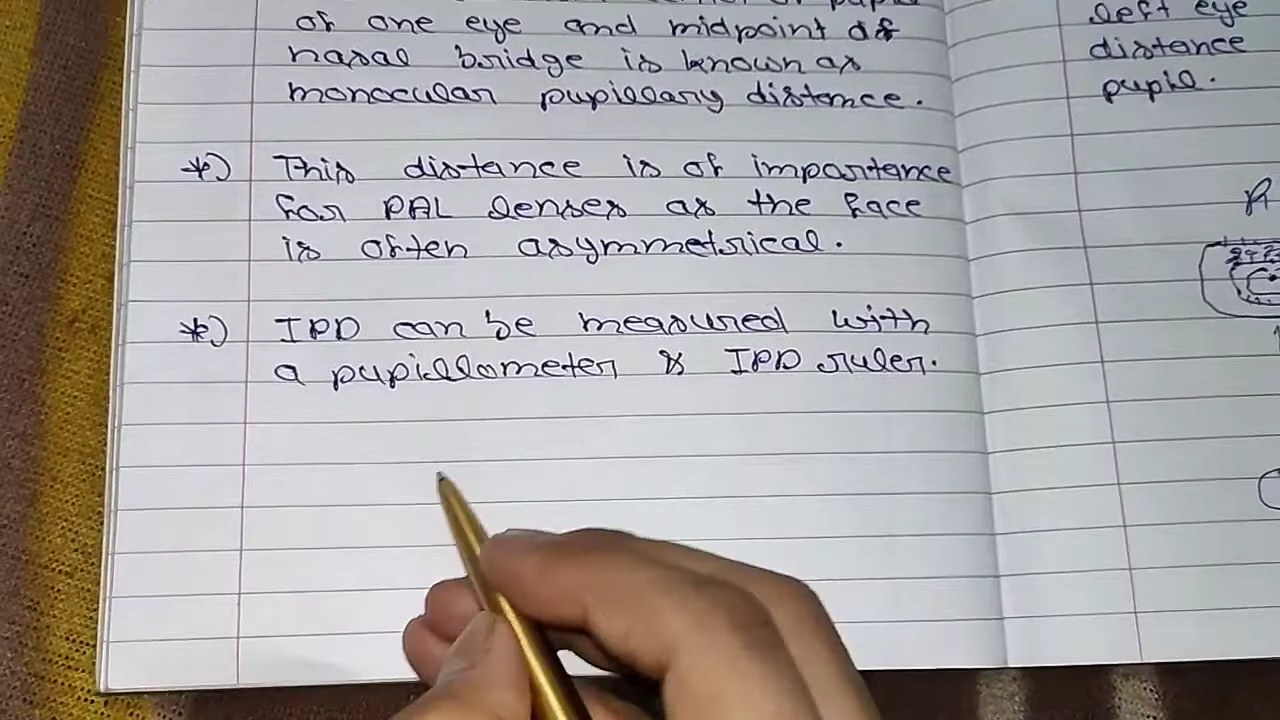 of one eye and midpoint of
nasal bridge is known as
monocular pupillary distance.
*) This distance is of importance
for PAL lenses as the face
is often asymmetrical.
*) IPD can be measured with
a pupillometer & IPD ruler.
left eye
distance
pupil.
R